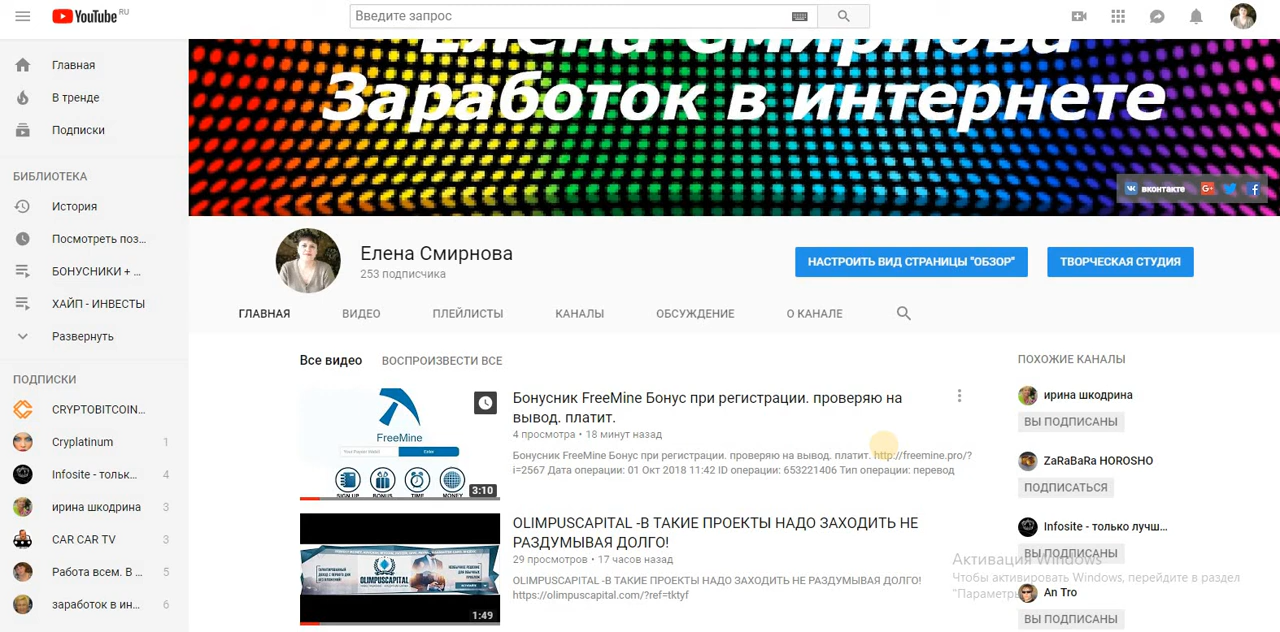 YouTube RU
Введите запрос
Главная
В тренде
Подписки
БИБЛИОТЕКА
История
Посмотреть поз...
БОНУСНИКИ + ...
ХАЙП - ИНВЕСТЫ
Развернуть
ПОДПИСКИ
CRYPTOBITCOIN...
Cryplatinum 1
Infosite - тольк... 4
ирина шкодрина 3
CAR CAR TV 3
Работа всем. В ... 5
заработок в ин... 6
Елена Смирнова
Заработок в интернете
вконтакте
Елена Смирнова
253 подписчика
НАСТРОИТЬ ВИД СТРАНИЦЫ "ОБЗОР"
ТВОРЧЕСКАЯ СТУДИЯ
ГЛАВНАЯ ВИДЕО ПЛЕЙЛИСТЫ КАНАЛЫ ОБСУЖДЕНИЕ О КАНАЛЕ
Все видео ВОСПРОИЗВЕСТИ ВСЕ
FreeMine
SIGN UP BONUS TIME MONEY
3:10
Бонусник FreeMine Бонус при регистрации. проверяю на
вывод. платит.
4 просмотра • 18 минут назад
Бонусник FreeMine Бонус при регистрации. проверяю на вывод. платит. http://freemine.pro/?
i=2567 Дата операции: 01 Окт 2018 11:42 ID операции: 653221406 Тип операции: перевод
OLIMPUSCAPITAL
1:49
OLIMPUSCAPITAL -В ТАКИЕ ПРОЕКТЫ НАДО ЗАХОДИТЬ НЕ
РАЗДУМЫВАЯ ДОЛГО!
29 просмотров • 17 часов назад
OLIMPUSCAPITAL -В ТАКИЕ ПРОЕКТЫ НАДО ЗАХОДИТЬ НЕ РАЗДУМЫВАЯ ДОЛГО!
https://olimpuscapital.com/?ref=tktyf
ПОХОЖИЕ КАНАЛЫ
ирина шкодрина
ВЫ ПОДПИСАНЫ
ZaRaBaRa HOROSHO
ПОДПИСАТЬСЯ
Infosite - только лучш...
ВЫ ПОДПИСАНЫ
An Tro
ВЫ ПОДПИСАНЫ
Активация Windows
Чтобы активировать Windows, перейдите в раздел
"Параметры